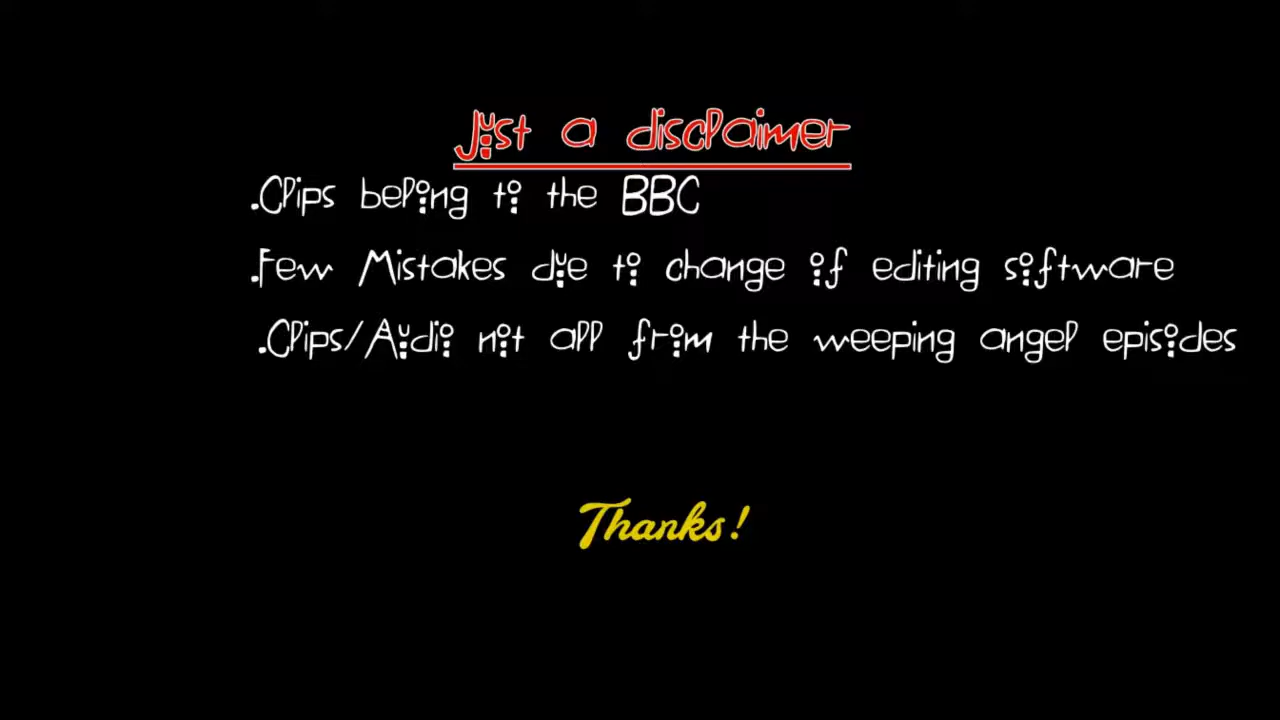 Just a disclaimer
.Clips belong to the BBC
.Few Mistakes due to change of editing software
.Clips/Audio not all from the weeping angel episodes
Thanks!